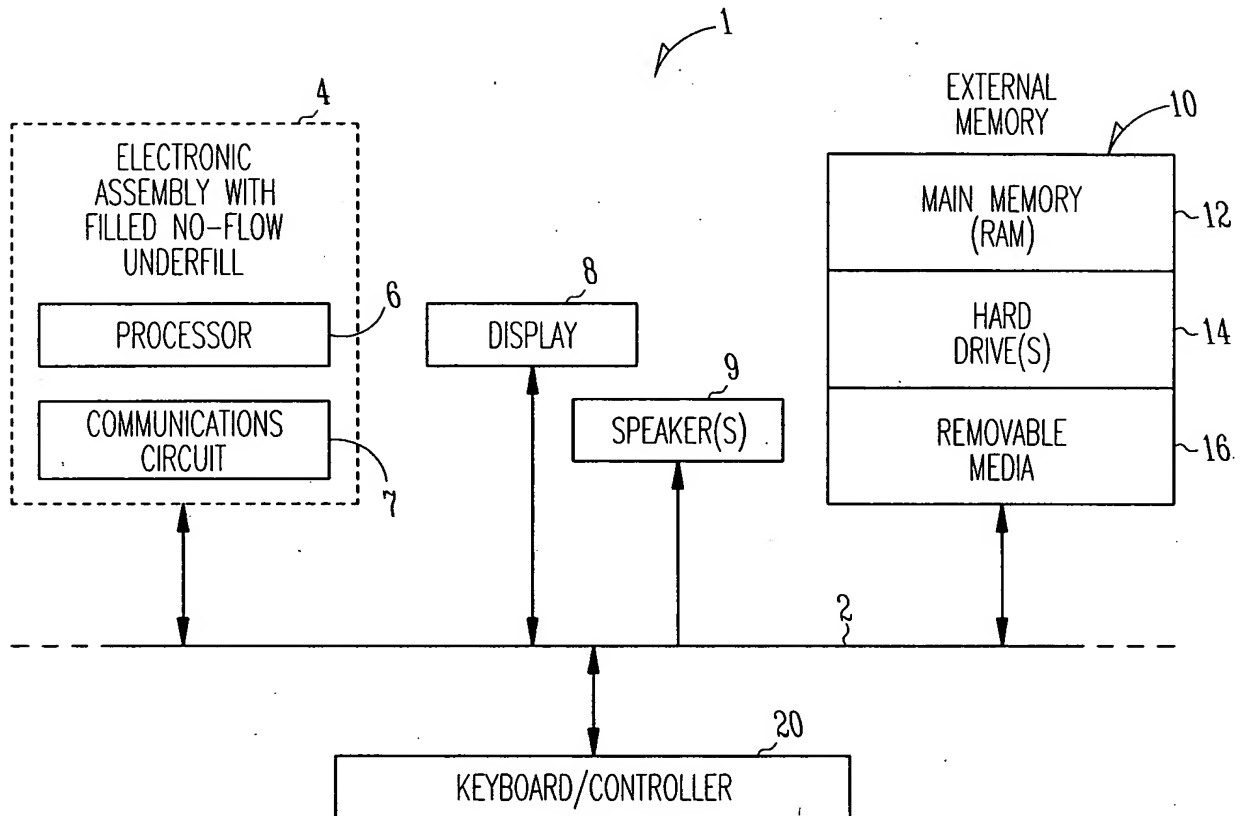 1
4
ELECTRONIC
ASSEMBLY WITH
FILLED NO-FLOW
UNDERFILL
6
PROCESSOR
COMMUNICATIONS
CIRCUIT
7
8
DISPLAY
9
SPEAKER(S)
EXTERNAL
MEMORY
10
MAIN MEMORY
(RAM)
12
HARD
DRIVE(S)
14
REMOVABLE
MEDIA
16
2
20
KEYBOARD/CONTROLLER